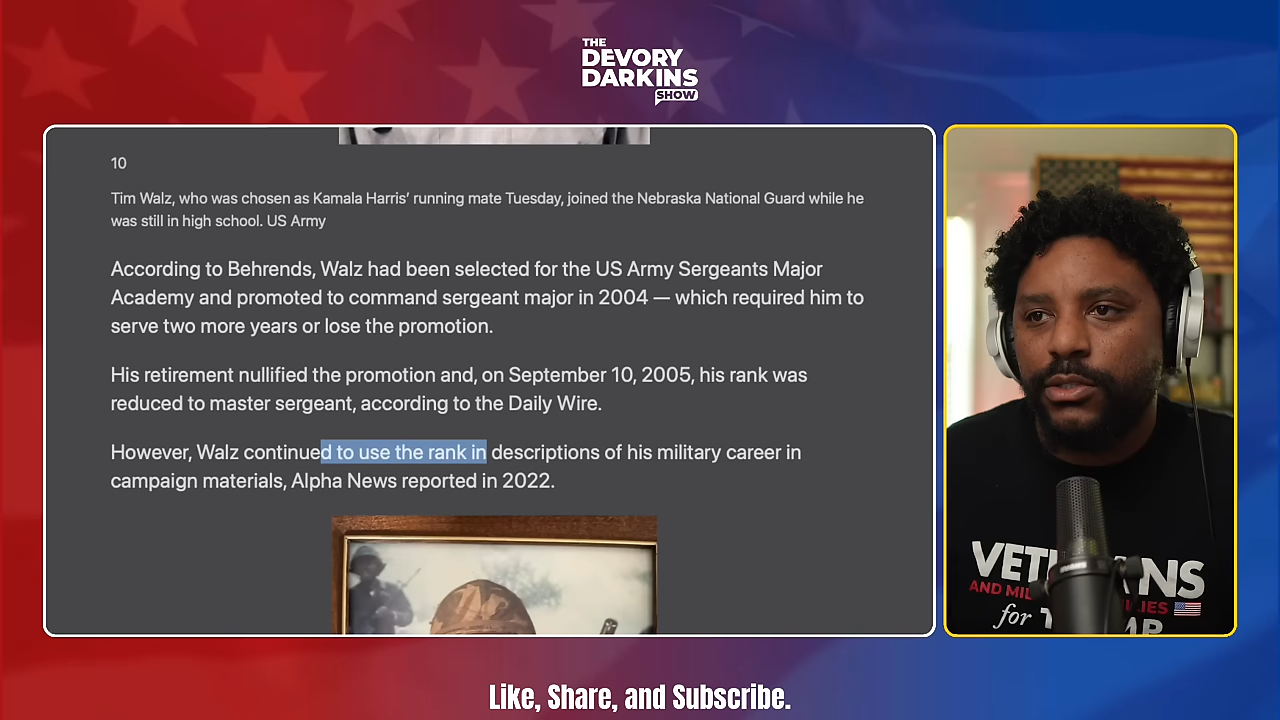 THE
DEVORY
DARKINS
SHOW
10
Tim Walz, who was chosen as Kamala Harris’ running mate Tuesday, joined the Nebraska National Guard while he
was still in high school. US Army
According to Behrends, Walz had been selected for the US Army Sergeants Major
Academy and promoted to command sergeant major in 2004 — which required him to
serve two more years or lose the promotion.
His retirement nullified the promotion and, on September 10, 2005, his rank was
reduced to master sergeant, according to the Daily Wire.
However, Walz continued to use the rank in descriptions of his military career in
campaign materials, Alpha News reported in 2022.
for
Like, Share, and Subscribe.